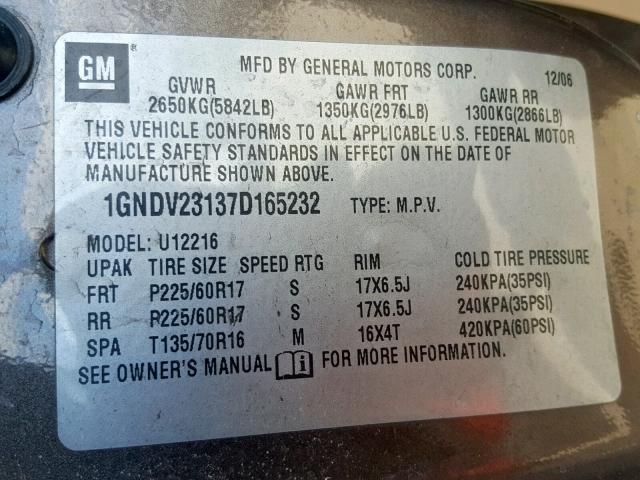 GM ® MFD BY GENERAL MOTORS CORP. 12/06
GVWR GAWR FRT GAWR RR
2650KG(5842LB) 1350KG(2976LB) 1300KG(2866LB)
THIS VEHICLE CONFORMS TO ALL APPLICABLE U.S. FEDERAL MOTOR
VEHICLE SAFETY STANDARDS IN EFFECT ON THE DATE OF
MANUFACTURE SHOWN ABOVE.
1GNDV23137D165232 TYPE: M.P.V.
MODEL: U12216
UPAK TIRE SIZE SPEED RTG RIM COLD TIRE PRESSURE
FRT P225/60R17 S 17X6.5J 240KPA(35PSI)
RR P225/60R17 S 17X6.5J 240KPA(35PSI)
SPA T135/70R16 M 16X4T 420KPA(60PSI)
SEE OWNER'S MANUAL i FOR MORE INFORMATION.